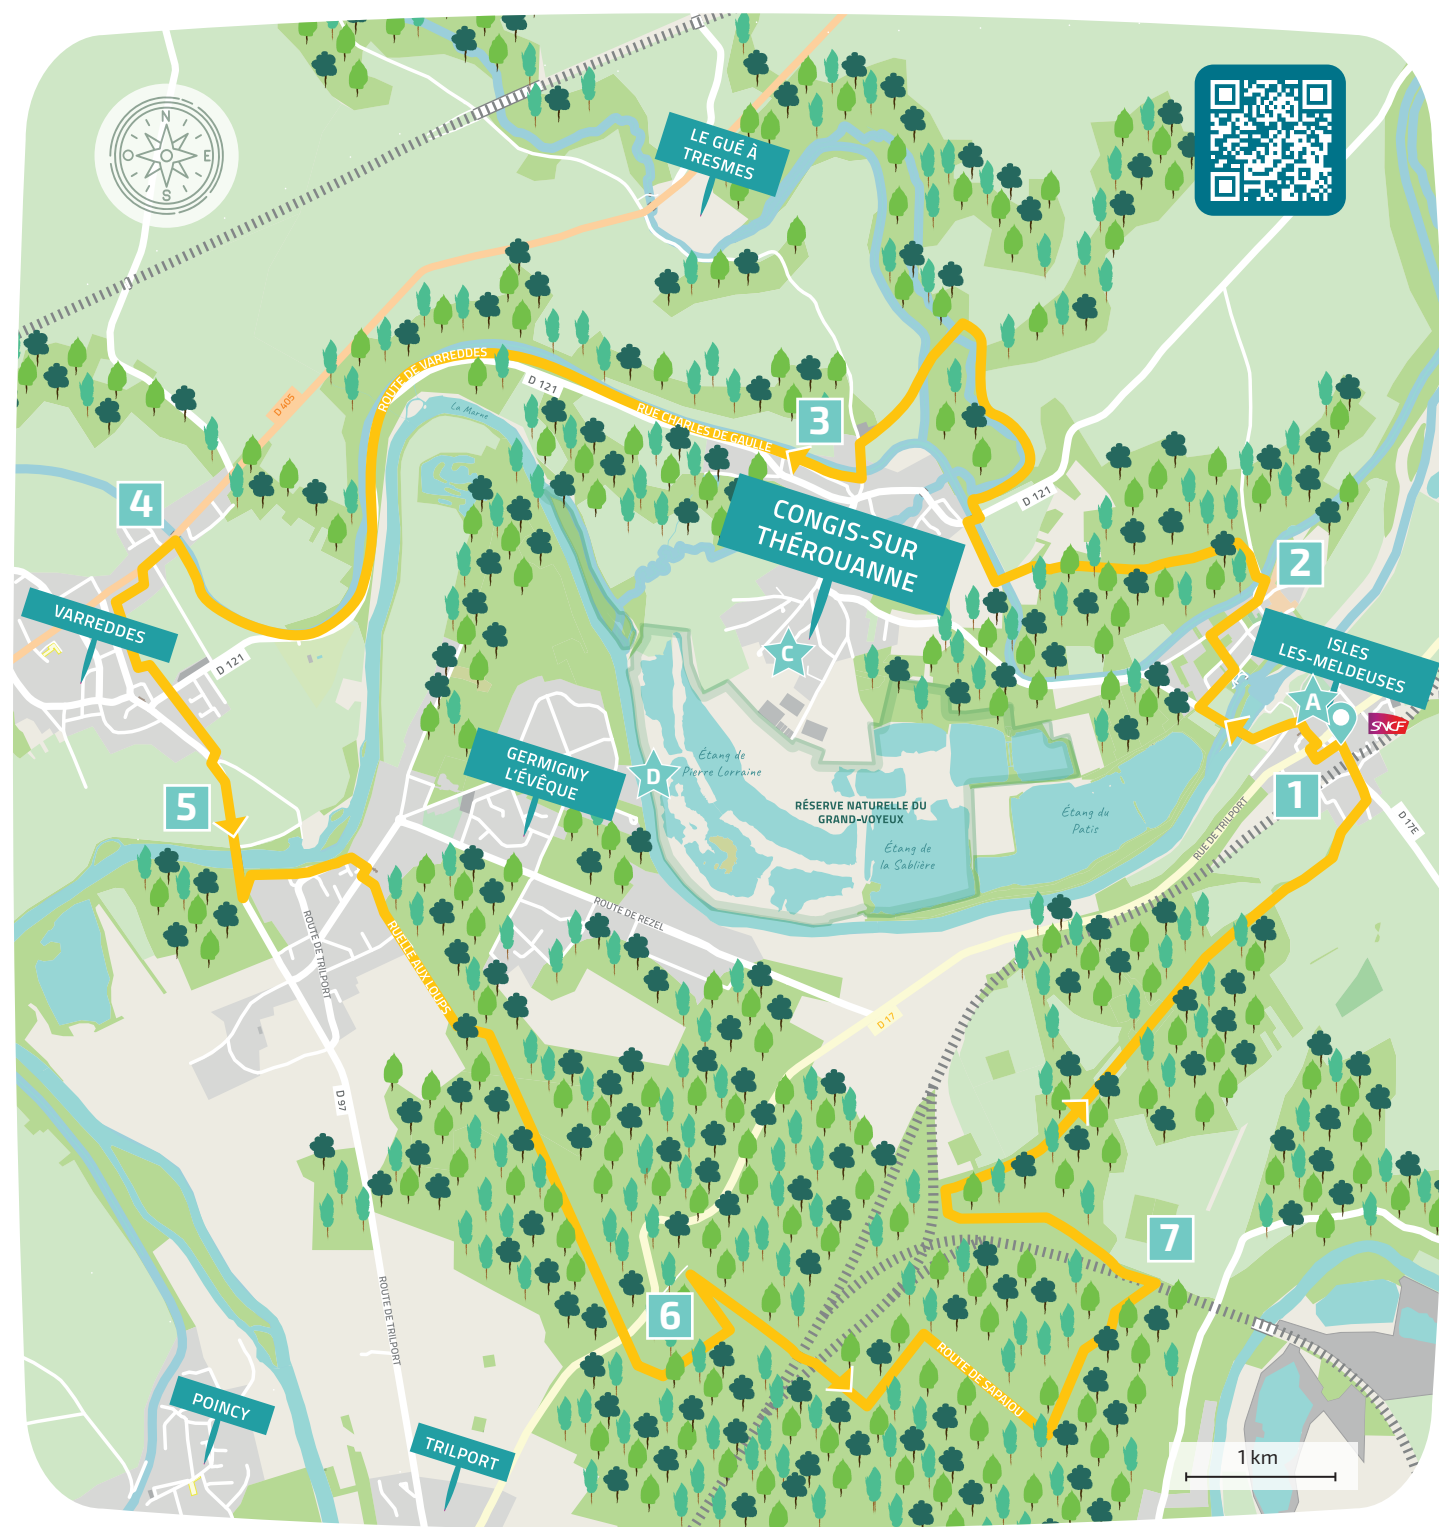 N
O
E
S
LE GUÉ À
TRESMES
D 405
ROUTE DE VARREDDES
D 121
La Marne
RUE CHARLES DE GAULLE
3
4
CONGIS-SUR
THÉROUANNE
D 121
2
VARREDDES
D 121
ISLES
LES-MELDEUSES
C
A
SNCF
GERMIGNY
L'ÉVÊQUE
D
Étang de
Pierre Lorraine
RÉSERVE NATURELLE DU
GRAND-VOYEUX
Étang du
Patis
Étang de
la Sablière
1
5
RUE DE TRILPORT
D 17E
ROUTE DE REZEL
ROUTE DE TRILPORT
RUELLE AUX LOUPS
D 17
D 97
7
6
ROUTE DE TRILPORT
ROUTE DE SAPAJOU
POINCY
TRILPORT
1 km